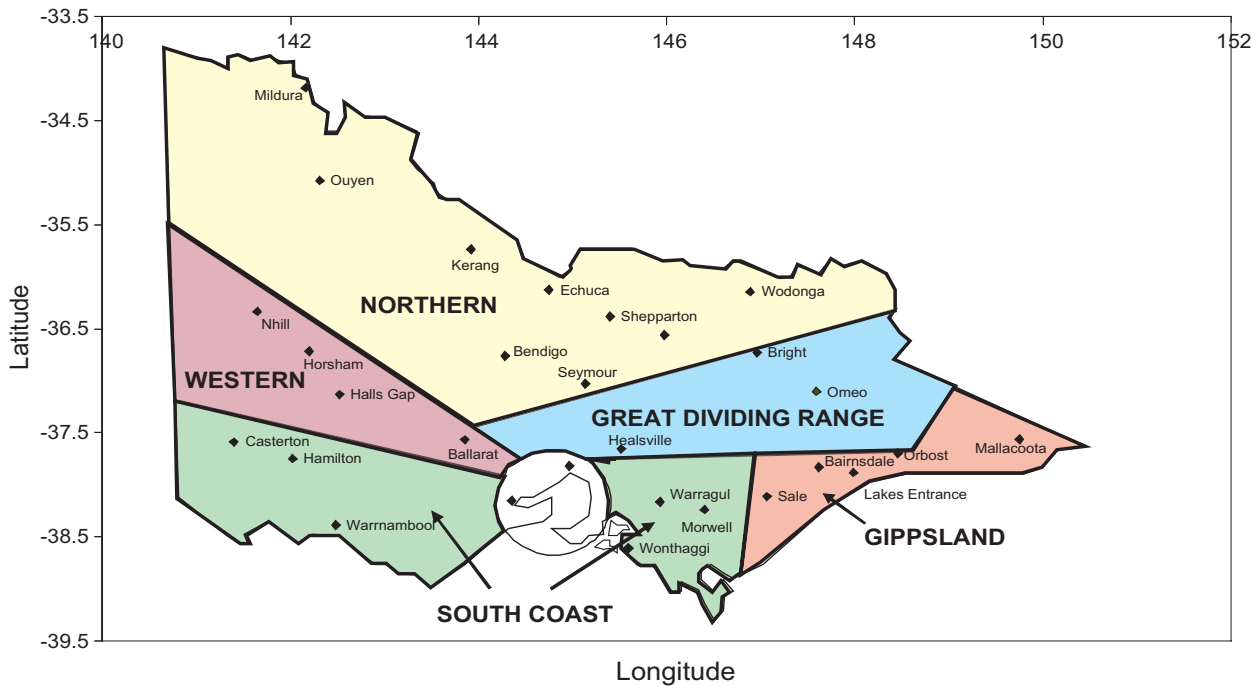 -33.5
140
142
144
146
148
150
152
Mildura
-34.5
Ouyen
-35.5
Kerang
Echuca
Wodonga
NORTHERN
Shepparton
Nhill
-36.5
Bendigo
Bright
Horsham
Seymour
WESTERN
Halls Gap
Omeo
GREAT DIVIDING RANGE
-37.5
Casterton
Healsville
Mallacoota
Ballarat
Orbost
Hamilton
Bairnsdale
Warragul
Sale
Lakes Entrance
Warrnambool
Morwell
-38.5
GIPPSLAND
Wonthaggi
SOUTH COAST
-39.5
Latitude
Longitude